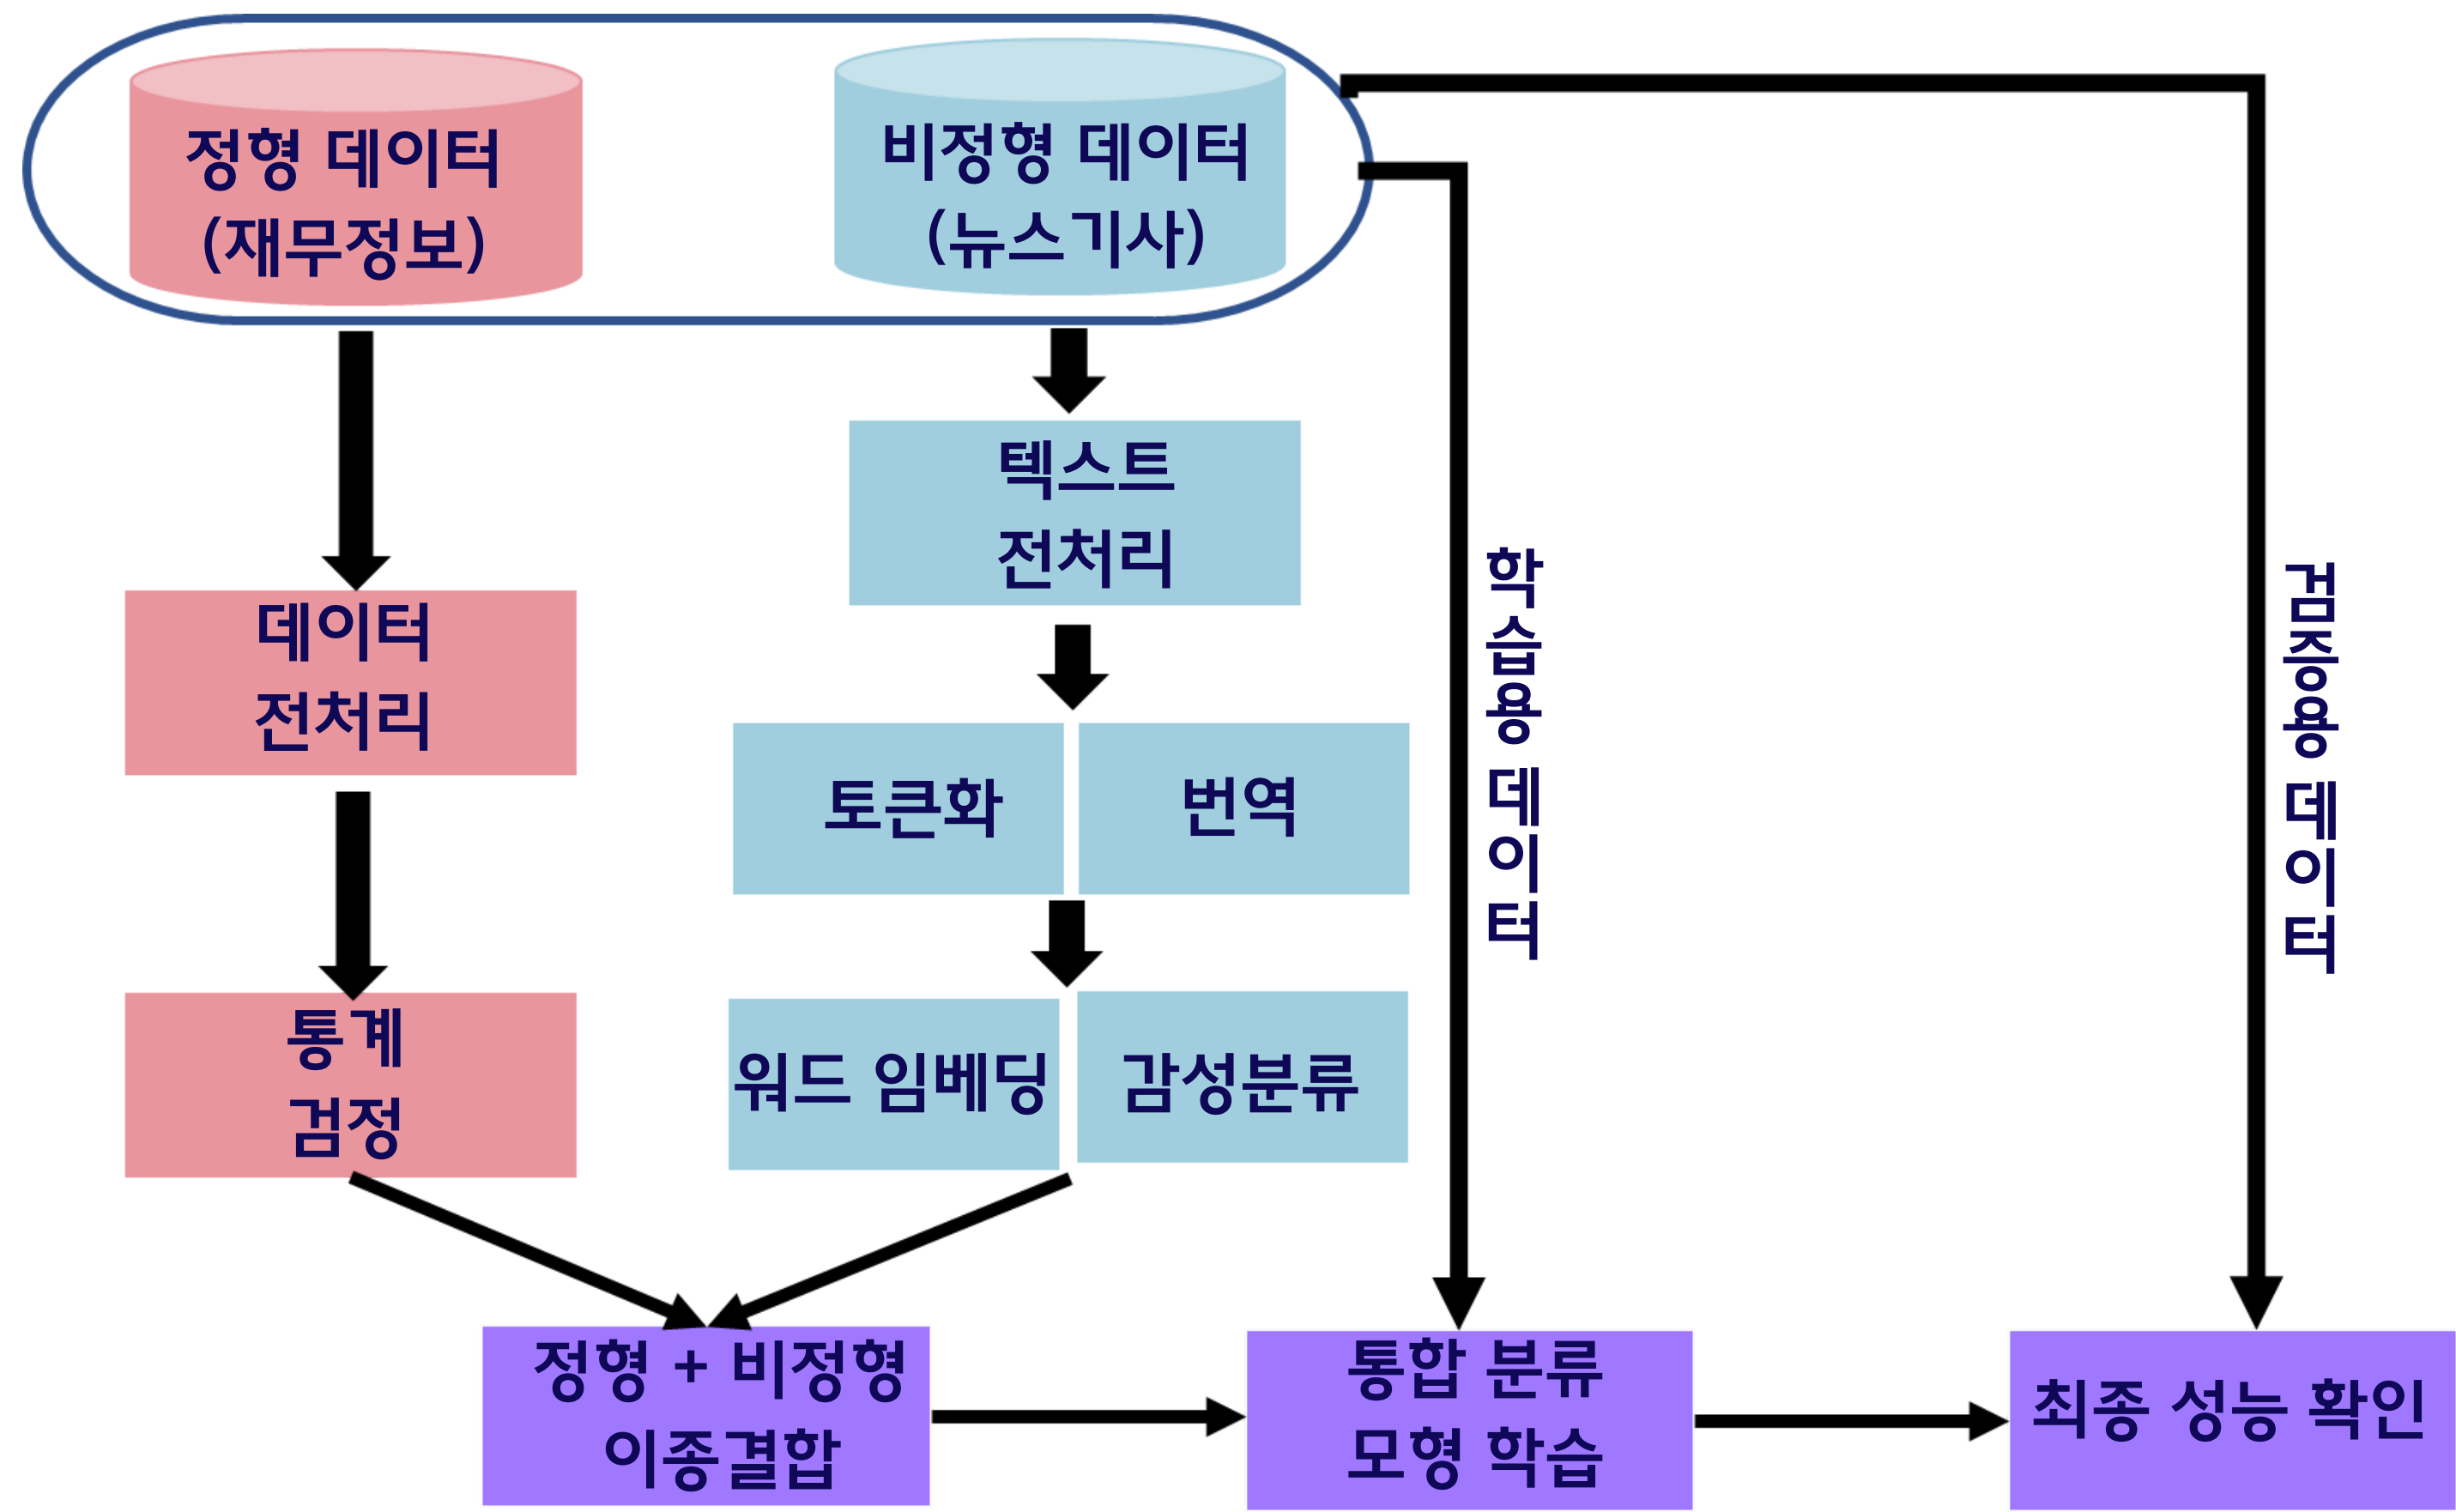 정형 데이터
(재무정보)
비정형 데이터
(뉴스기사)
텍스트
전처리
데이터
전처리
토큰화
번역
통계
검정
워드 임베딩
감성분류
학습용 데이터
검증용 데이터
정형 + 비정형
이종결합
통합 분류
모형 학습
최종 성능 확인